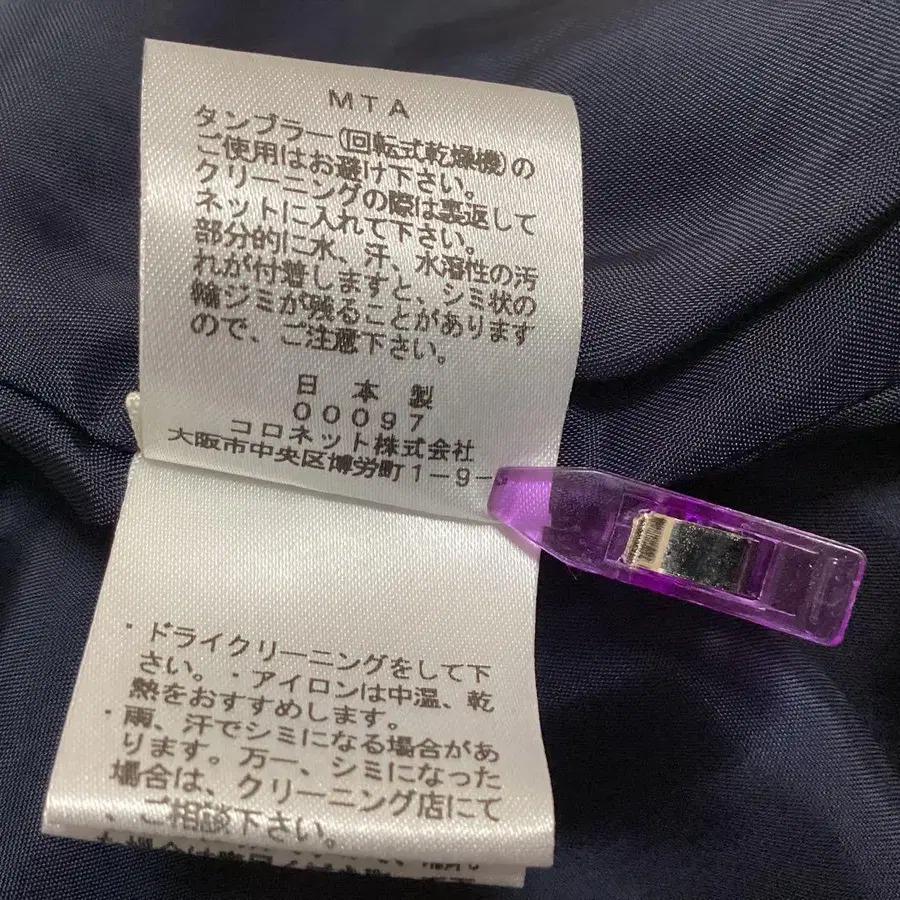 MTA
タンブラー(回転式乾燥機)の
ご使用はお避け下さい。
クリーニングの際は裏返して
ネットに入れて下さい。
部分的に水、汗、水溶性の汚
れが付着しますと、シミ状の
輪ジミが残ることがあります
ので、ご注意下さい。
日本製
00097
コロネット株式会社
大阪市中央区博労町1-9-
・ドライクリーニングをして下
さい。・アイロンは中温、乾
熱をおすすめします。
・雨、汗でシミになる場合があ
ります。万一、シミになった
場合は、クリーニング店にて
、ご相談下さい。